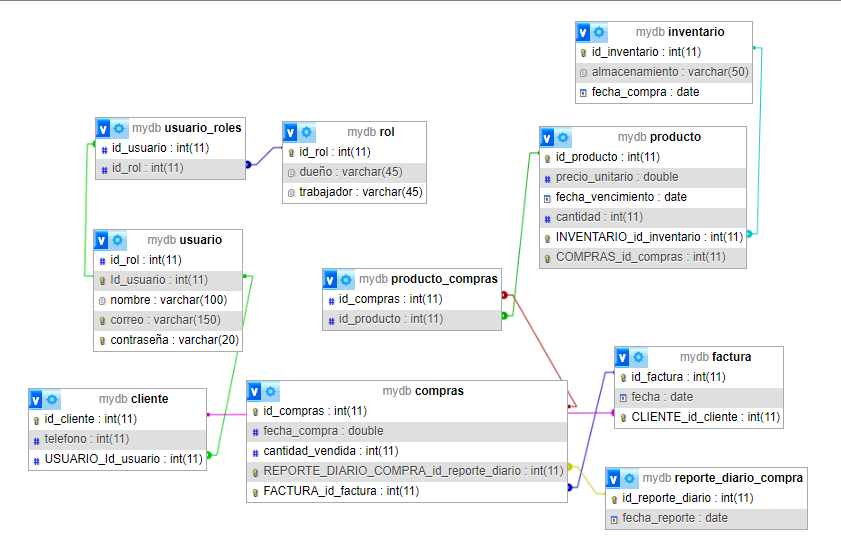 v mydb inventario
id_inventario : int(11)
almacenamiento : varchar(50)
fecha_compra : date
v mydb usuario_roles
id_usuario : int(11)
id_rol : int(11)
v mydb rol
id_rol : int(11)
dueño : varchar(45)
trabajador : varchar(45)
v mydb producto
id_producto : int(11)
precio_unitario : double
fecha_vencimiento : date
cantidad : int(11)
INVENTARIO_id_inventario : int(11)
COMPRAS_id_compras : int(11)
v mydb usuario
id_rol : int(11)
Id_usuario : int(11)
nombre : varchar(100)
correo : varchar(150)
contraseña : varchar(20)
v mydb producto_compras
id_compras : int(11)
id_producto : int(11)
v mydb factura
id_factura : int(11)
fecha : date
CLIENTE_id_cliente : int(11)
v mydb cliente
id_cliente : int(11)
telefono : int(11)
USUARIO_Id_usuario : int(11)
v mydb compras
id_compras : int(11)
fecha_compra : double
cantidad_vendida : int(11)
REPORTE_DIARIO_COMPRA_id_reporte_diario : int(11)
FACTURA_id_factura : int(11)
v mydb reporte_diario_compra
id_reporte_diario : int(11)
fecha_reporte : date